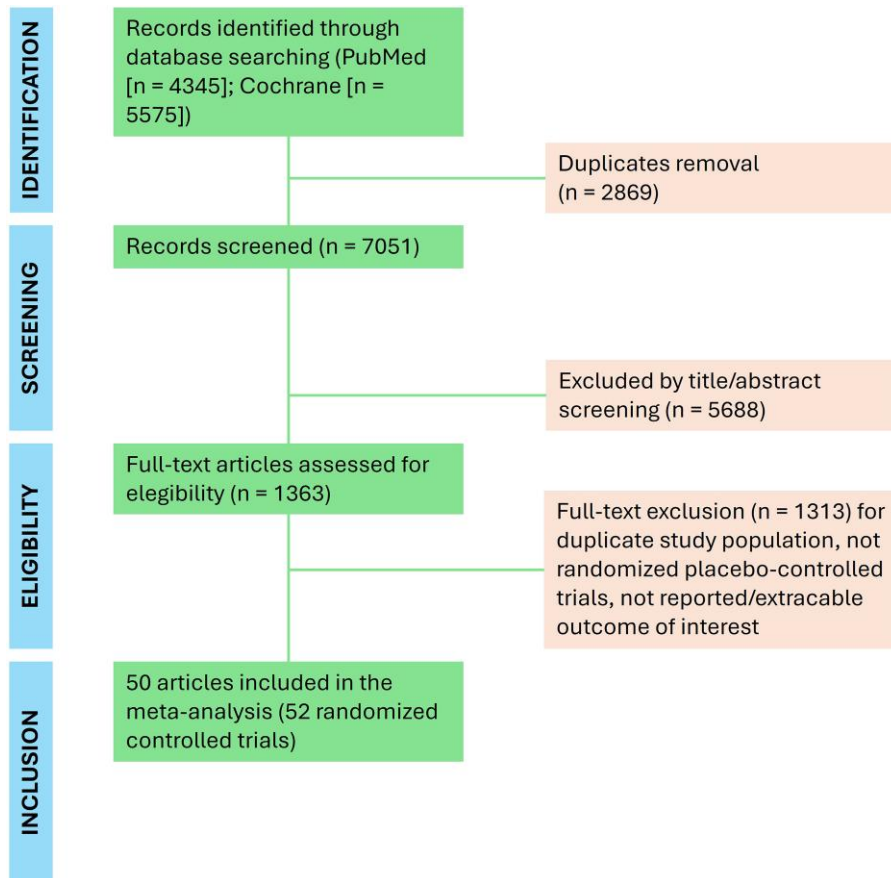 IDENTIFICATION
Records identified through
database searching (PubMed
[n = 4345]; Cochrane [n =
5575])
Duplicates removal
(n = 2869)
SCREENING
Records screened (n = 7051)
Excluded by title/abstract
screening (n = 5688)
ELIGIBILITY
Full-text articles assessed for
elegibility (n = 1363)
Full-text exclusion (n = 1313) for
duplicate study population, not
randomized placebo-controlled
trials, not reported/extracable
outcome of interest
INCLUSION
50 articles included in the
meta-analysis (52 randomized
controlled trials)